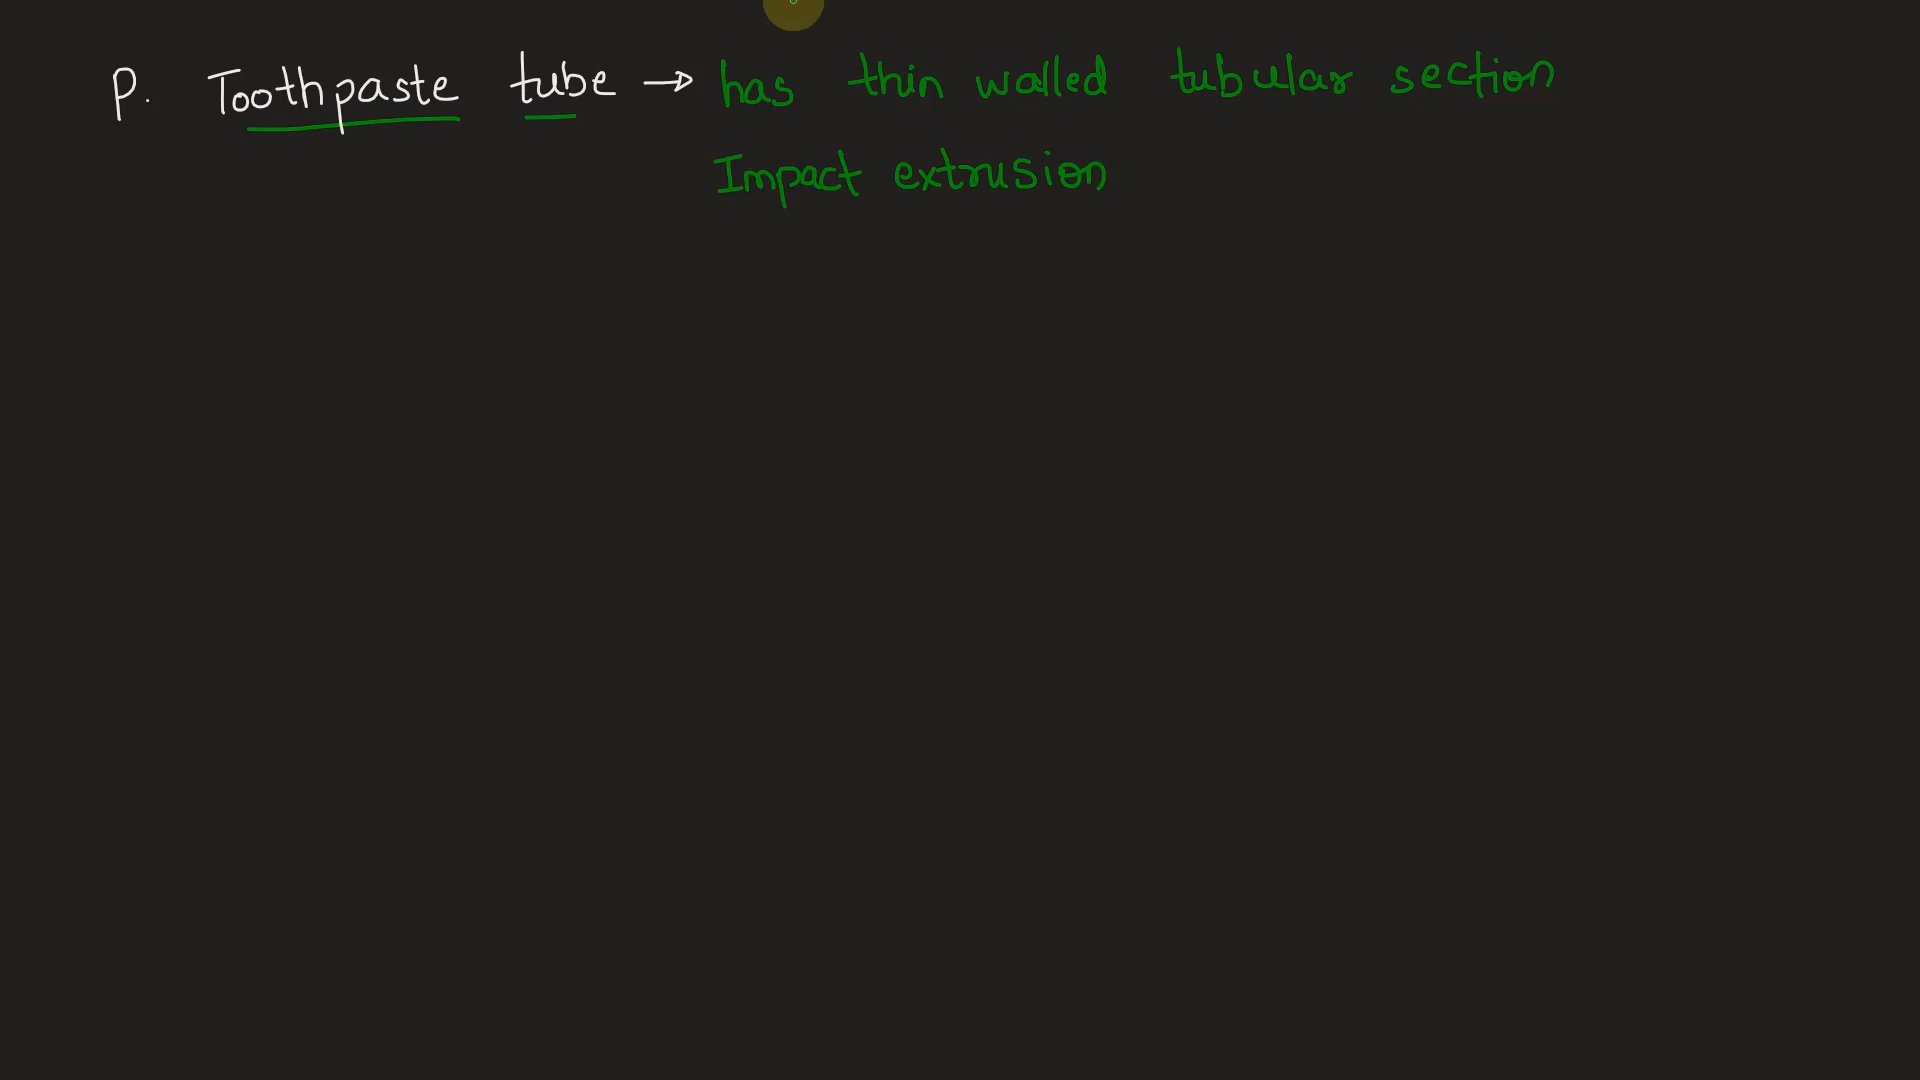 P. Toothpaste tube → has thin walled tubular section
Impact extrusion